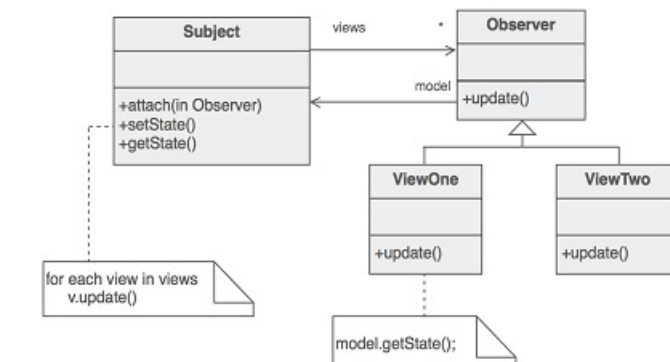 Subject
+attach(in Observer)
+setState()
+getState()
views
*
model
Observer
+update()
ViewOne
+update()
ViewTwo
+update()
for each view in views
v.update()
model.getState();